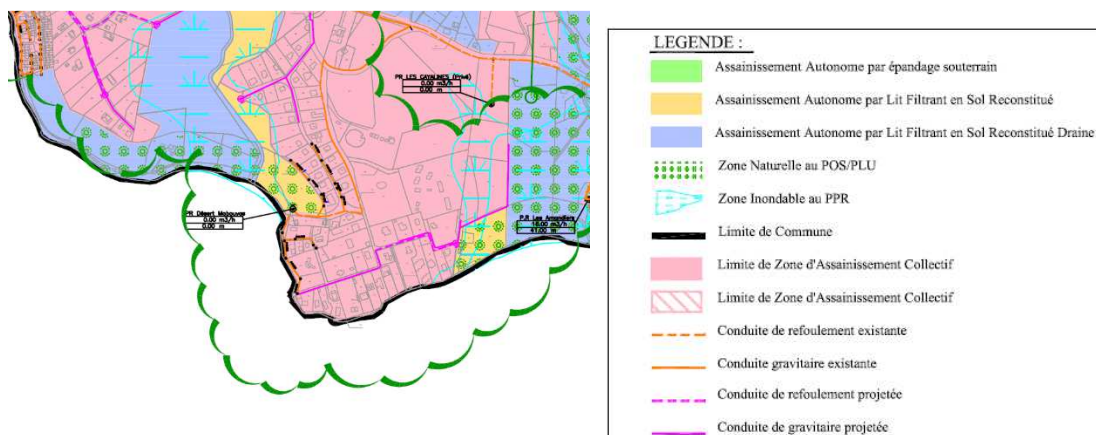 PR LES CATALINES (Privé)
0.00 m3/h
0.00 m
PR Désert Mabouyas
0.00 m3/h
0.00 m
P.R Les Amandiers
18.00 m3/h
41.00 m
LEGENDE :
Assainissement Autonome par épandage souterrain
Assainissement Autonome par Lit Filtrant en Sol Reconstitué
Assainissement Autonome par Lit Filtrant en Sol Reconstitué Draine
Zone Naturelle au POS/PLU
Zone Inondable au PPR
Limite de Commune
Limite de Zone d'Assainissement Collectif
Limite de Zone d'Assainissement Collectif
Conduite de refoulement existante
Conduite gravitaire existante
Conduite de refoulement projetée
Conduite de gravitaire projetée